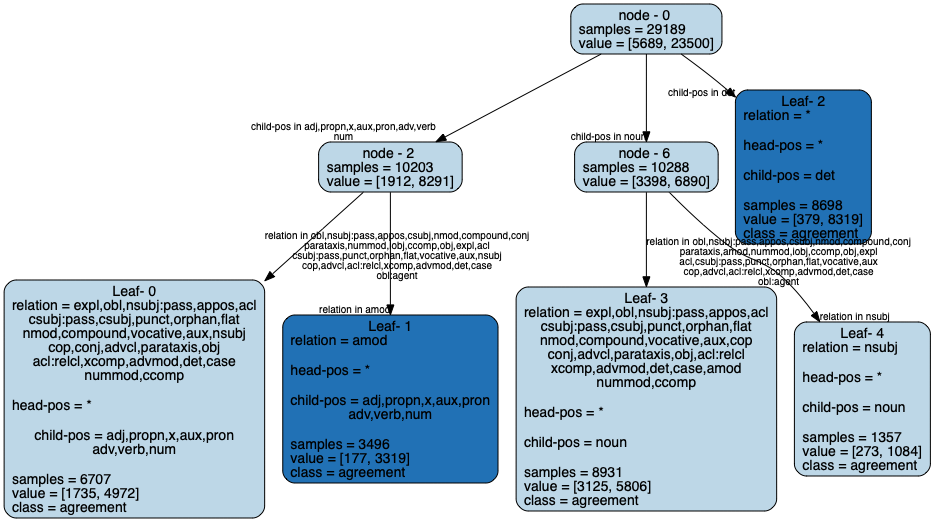 node - 0
samples = 29189
value = [5689, 23500]
child-pos in adj,propn,x,aux,pron,adv,verb
num
child-pos in noun
child-pos in det
node - 2
samples = 10203
value = [1912, 8291]
node - 6
samples = 10288
value = [3398, 6890]
Leaf- 2
relation = *
head-pos = *
child-pos = det
samples = 8698
value = [379, 8319]
class = agreement
relation in obl,nsubj:pass,appos,csubj,nmod,compound,conj
parataxis,nummod,iobj,ccomp,obj,expl,acl
csubj:pass,punct,orphan,flat,vocative,aux,nsubj
cop,advcl,acl:relcl,xcomp,advmod,det,case
obl:agent
relation in amod
relation in obl,nsubj:pass,appos,csubj,nmod,compound,conj
parataxis,amod,nummod,iobj,ccomp,obj,expl
acl,csubj:pass,punct,orphan,flat,vocative,aux
cop,advcl,acl:relcl,xcomp,advmod,det,case
obl:agent
relation in nsubj
Leaf- 0
relation = expl,obl,nsubj:pass,appos,acl
csubj:pass,csubj,punct,orphan,flat
nmod,compound,vocative,aux,nsubj
cop,conj,advcl,parataxis,obj
acl:relcl,xcomp,advmod,det,case
nummod,ccomp
head-pos = *
child-pos = adj,propn,x,aux,pron
adv,verb,num
samples = 6707
value = [1735, 4972]
class = agreement
Leaf- 1
relation = amod
head-pos = *
child-pos = adj,propn,x,aux,pron
adv,verb,num
samples = 3496
value = [177, 3319]
class = agreement
Leaf- 3
relation = expl,obl,nsubj:pass,appos,acl
csubj:pass,csubj,punct,orphan,flat
nmod,compound,vocative,aux,cop
conj,advcl,parataxis,obj,acl:relcl
xcomp,advmod,det,case,amod
nummod,ccomp
head-pos = *
child-pos = noun
samples = 8931
value = [3125, 5806]
class = agreement
Leaf- 4
relation = nsubj
head-pos = *
child-pos = noun
samples = 1357
value = [273, 1084]
class = agreement